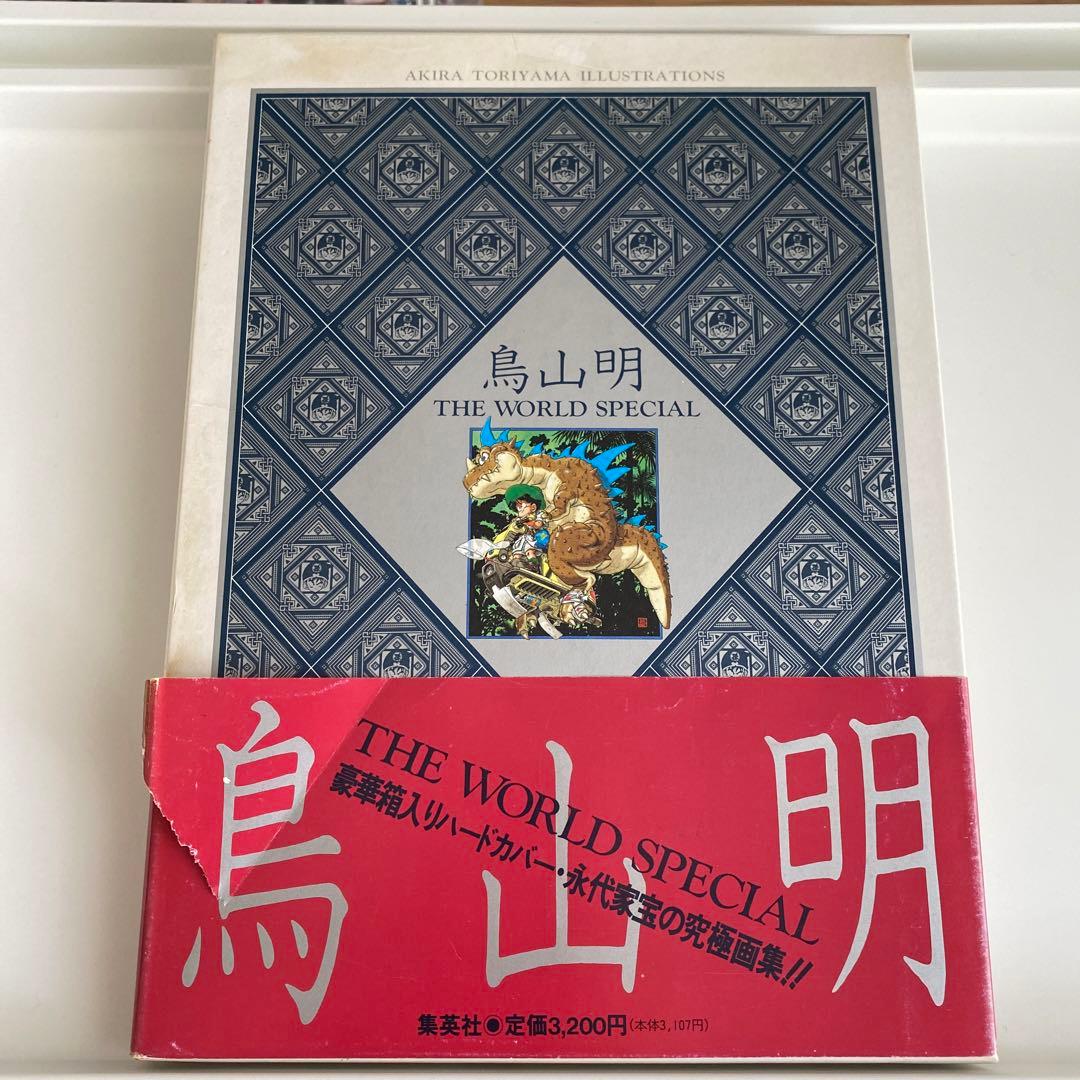 AKIRA TORIYAMA ILLUSTRATIONS
鳥山明
THE WORLD SPECIAL
鳥山明
THE WORLD SPECIAL
豪華箱入りハードカバー・永代家宝の究極画集!!
集英社◉定価3,200円(本体3,107円)